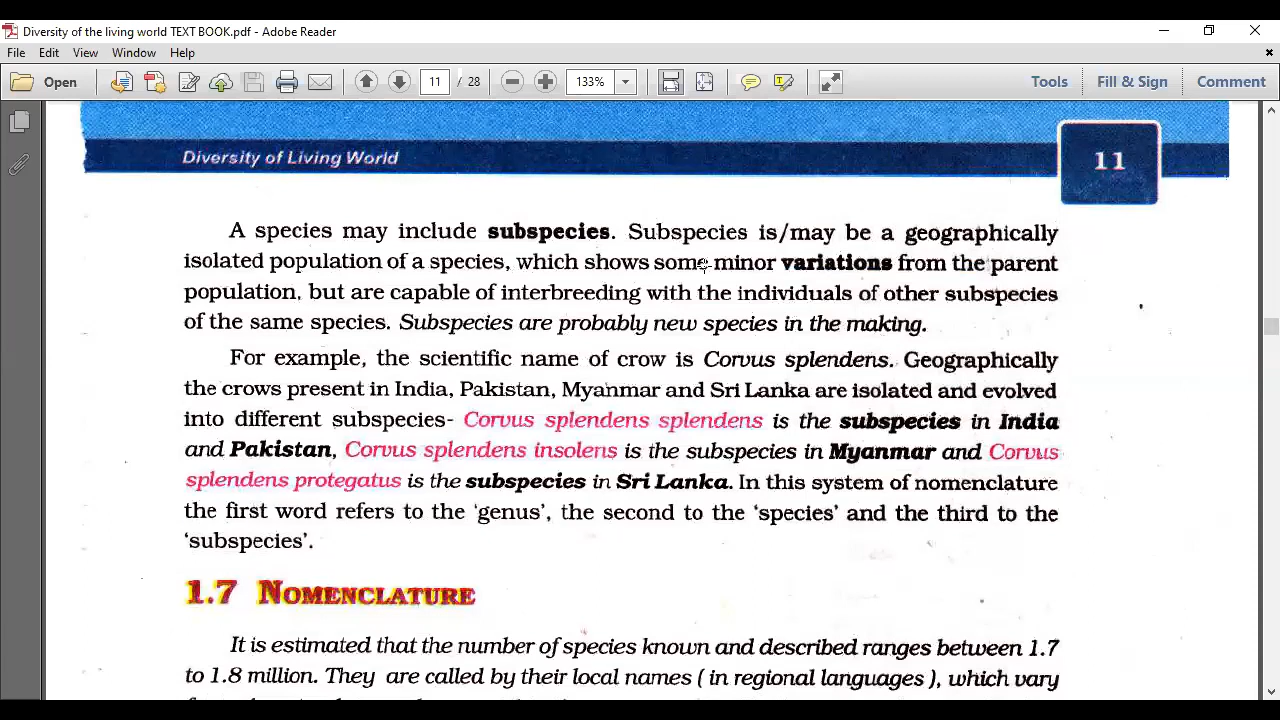 Diversity of the living world TEXT BOOK.pdf - Adobe Reader
File Edit View Window Help
Open 11 / 28 133% Tools Fill & Sign Comment
Diversity of Living World 11
A species may include subspecies. Subspecies is/may be a geographically
isolated population of a species, which shows some minor variations from the parent
population, but are capable of interbreeding with the individuals of other subspecies
of the same species. Subspecies are probably new species in the making.
For example, the scientific name of crow is Corvus splendens. Geographically
the crows present in India, Pakistan, Myanmar and Sri Lanka are isolated and evolved
into different subspecies- Corvus splendens splendens is the subspecies in India
and Pakistan, Corvus splendens insolens is the subspecies in Myanmar and Corvus
splendens protegatus is the subspecies in Sri Lanka. In this system of nomenclature
the first word refers to the 'genus', the second to the 'species' and the third to the
'subspecies'.
1.7 NOMENCLATURE
It is estimated that the number of species known and described ranges between 1.7
to 1.8 million. They are called by their local names ( in regional languages ), which vary